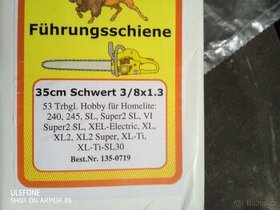 Führungsschiene
35cm Schwert 3/8x1.3
53 Trbgl. Hobby für Homelite:
240, 245, SL, Super2 SL, VI
Super2 SL, XEL-Electric, XL,
XL2, XL2 Super, XL-Ti,
XL-Ti-SL30
Best.Nr. 135-0719
ULEFONE
SHOT ON ARMOR X6
Bazoš.cz